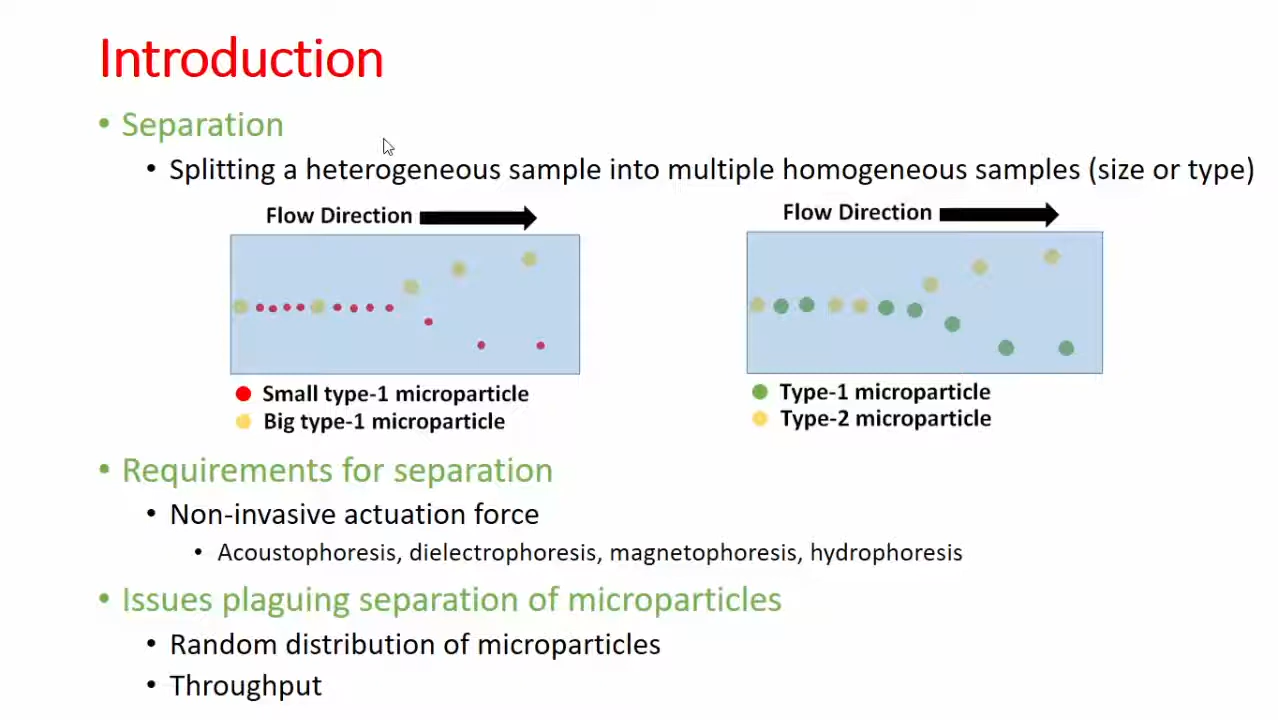 Introduction
• Separation
• Splitting a heterogeneous sample into multiple homogeneous samples (size or type)
Flow Direction
Small type-1 microparticle
Big type-1 microparticle
Flow Direction
Type-1 microparticle
Type-2 microparticle
• Requirements for separation
• Non-invasive actuation force
• Acoustophoresis, dielectrophoresis, magnetophoresis, hydrophoresis
• Issues plaguing separation of microparticles
• Random distribution of microparticles
• Throughput